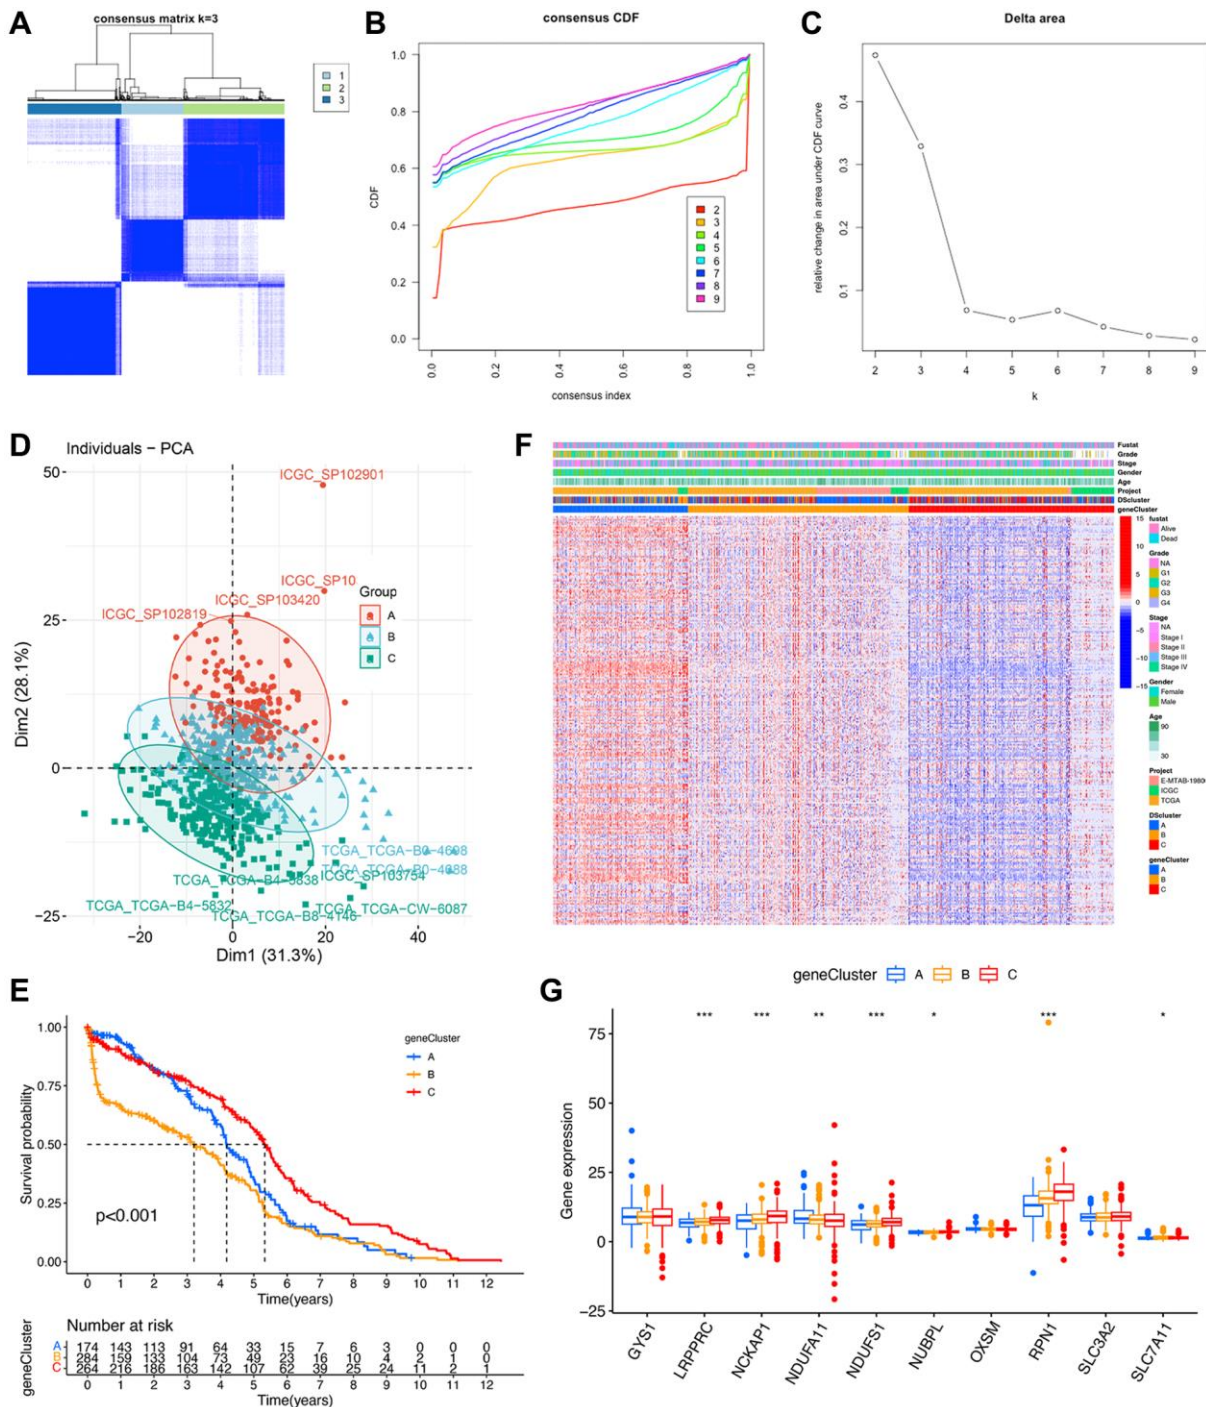 A
consensus matrix k=3
1
2
3
B
consensus CDF
CDF
1.0
0.8
0.6
0.4
0.2
0.0
2
3
4
5
6
7
8
9
0.0
0.2
0.4
0.6
0.8
1.0
consensus index
C
Delta area
relative change in area under CDF curve
0.4
0.3
0.2
0.1
2 3 4 5 6 7 8 9
k
D
Individuals - PCA
Dim2 (28.1%)
50
25
0
-25
ICGC_SP102901
ICGC_SP10
ICGC_SP103420
ICGC_SP102819
Group
A
B
C
TCGA_TCGA-B0-4698
ICGC_SP103754
TCGA_TCGA-B4-5838
TCGA_TCGA-B4-5832
TCGA_TCGA-CW-6087
TCGA_TCGA-B8-4146
-20 0 20 40
Dim1 (31.3%)
F
Fustat
Grade
Stage
Gender
Age
Project
DScluster
geneCluster
15
10
5
0
-5
-10
-15
fustat
Alive
Dead
Grade
NA
G1
G2
G3
G4
Stage
NA
Stage I
Stage II
Stage III
Stage IV
Gender
Female
Male
Age
90
30
Project
E-MTAB-1980
ICGC
TCGA
DScluster
A
B
C
geneCluster
A
B
C
E
Survival probability
1.00
0.75
0.50
0.25
0.00
geneCluster
A
B
C
p<0.001
0 1 2 3 4 5 6 7 8 9 10 11 12
Time(years)
Number at risk
geneCluster
A 174 143 113 91 64 33 15 7 6 3 0 0 0
B 284 159 133 104 73 49 23 16 10 4 2 1 0
C 264 216 186 163 142 107 62 39 25 24 11 2 1
0 1 2 3 4 5 6 7 8 9 10 11 12
Time(years)
G
geneCluster A B C
Gene expression
75
50
25
0
-25
*** *** ** *** * *** *
GYS1
LRPPRC
NCKAP1
NDUFA11
NDUFS1
NUBPL
OXSM
RPN1
SLC3A2
SLC7A11